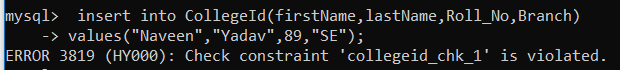 mysql>  insert into CollegeId(firstName,lastName,Roll_No,Branch)
    -> values("Naveen","Yadav",89,"SE");
ERROR 3819 (HY000): Check constraint 'collegeid_chk_1' is violated.